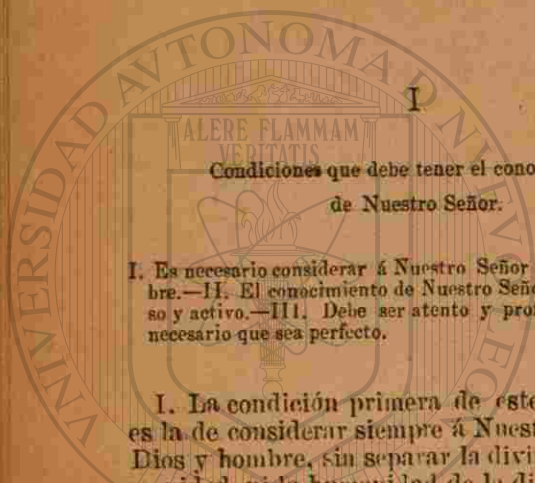 I
Condiciones que debe tener el cono
de Nuestro Señor.
I. Es necesario considerar á Nuestro Señor
bre.—II. El conocimiento de Nuestro Seño
so y activo.—III. Debe ser atento y prof
necesario que sea perfecto.
I. La condición primera de este
es la de considerar siempre á Nuest
Dios y hombre, sin separar la divi
ALERE FLAMMAM
VERITATIS